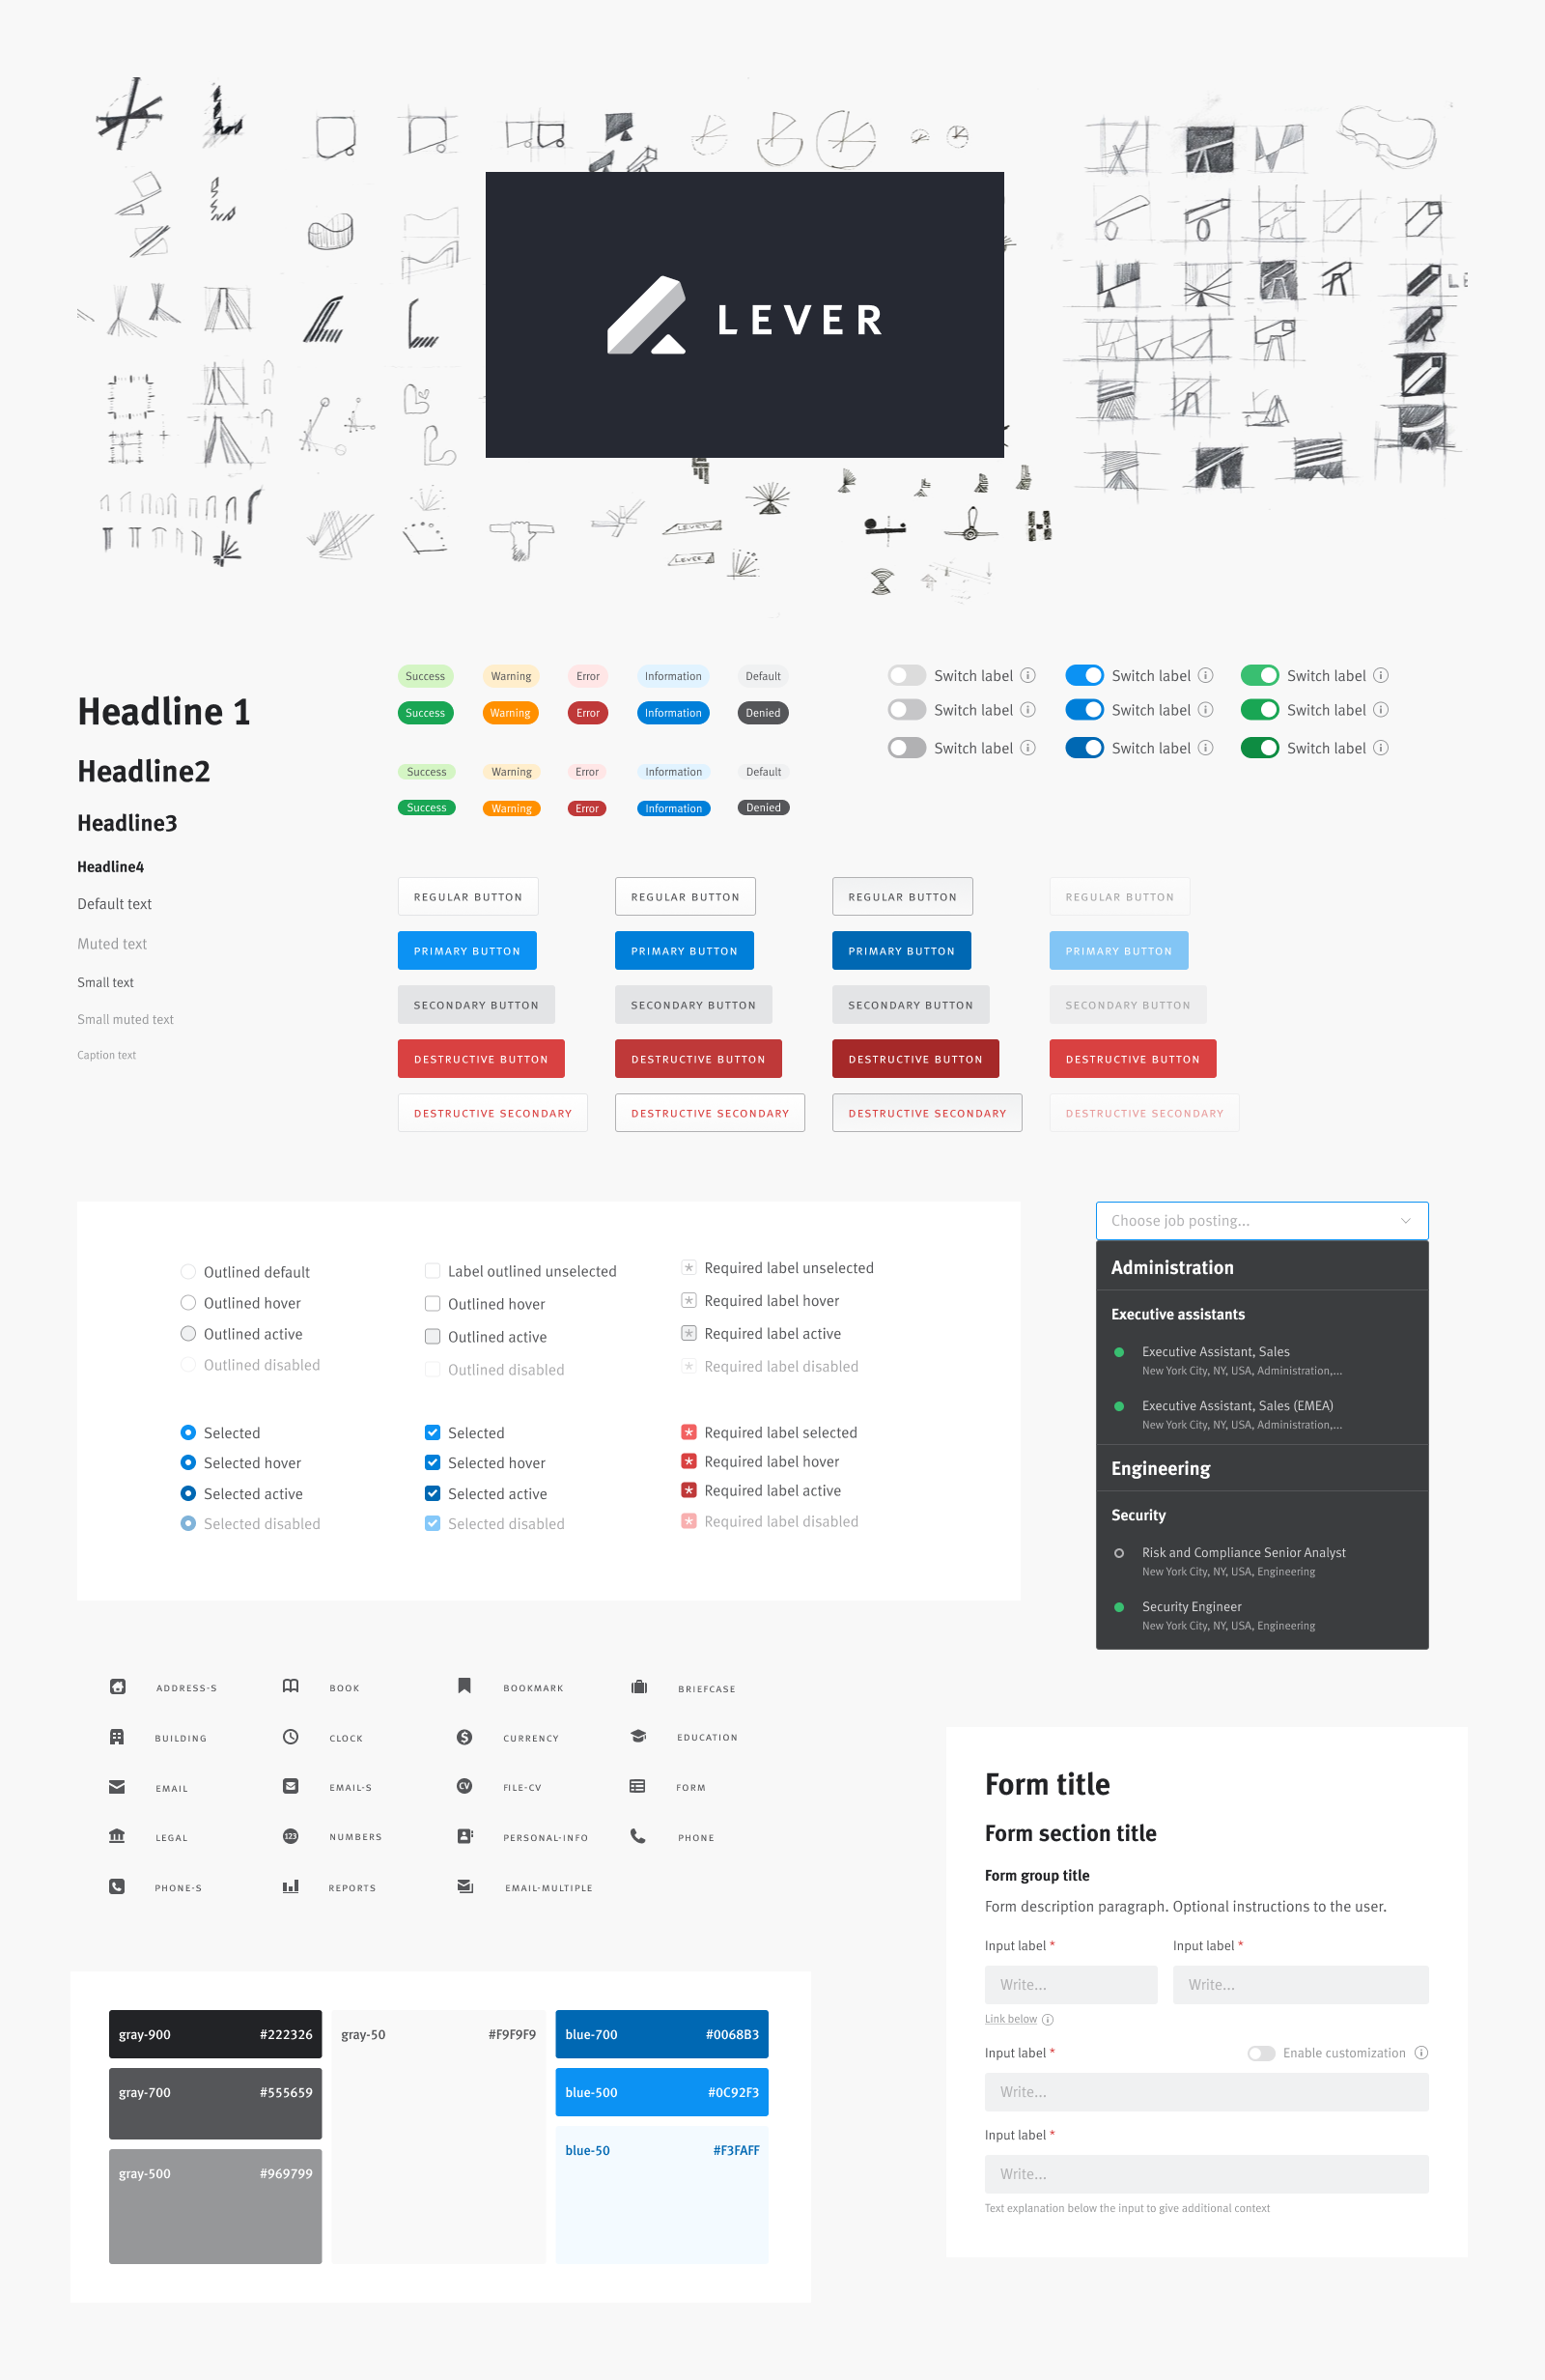 LEVER
LEVER
LEVER
Headline 1
Headline2
Headline3
Headline4
Default text
Muted text
Small text
Small muted text
Caption text
Success Warning Error Information Default
Success Warning Error Information Denied
Success Warning Error Information Default
Success Warning Error Information Denied
Switch label Switch label Switch label
Switch label Switch label Switch label
Switch label Switch label Switch label
REGULAR BUTTON REGULAR BUTTON REGULAR BUTTON REGULAR BUTTON
PRIMARY BUTTON PRIMARY BUTTON PRIMARY BUTTON PRIMARY BUTTON
SECONDARY BUTTON SECONDARY BUTTON SECONDARY BUTTON SECONDARY BUTTON
DESTRUCTIVE BUTTON DESTRUCTIVE BUTTON DESTRUCTIVE BUTTON DESTRUCTIVE BUTTON
DESTRUCTIVE SECONDARY DESTRUCTIVE SECONDARY DESTRUCTIVE SECONDARY DESTRUCTIVE SECONDARY
Outlined default
Outlined hover
Outlined active
Outlined disabled
Label outlined unselected
Outlined hover
Outlined active
Outlined disabled
Required label unselected
Required label hover
Required label active
Required label disabled
Selected
Selected hover
Selected active
Selected disabled
Selected
Selected hover
Selected active
Selected disabled
Required label selected
Required label hover
Required label active
Required label disabled
Choose job posting...
Administration
Executive assistants
Executive Assistant, Sales
New York City, NY, USA, Administration,...
Executive Assistant, Sales (EMEA)
New York City, NY, USA, Administration,...
Engineering
Security
Risk and Compliance Senior Analyst
New York City, NY, USA, Engineering
Security Engineer
New York City, NY, USA, Engineering
ADDRESS-S BOOK BOOKMARK BRIEFCASE
BUILDING CLOCK $ CURRENCY EDUCATION
EMAIL EMAIL-S CV FILE-CV FORM
LEGAL 123 NUMBERS PERSONAL-INFO PHONE
PHONE-S REPORTS EMAIL-MULTIPLE
gray-900 #222326
gray-700 #555659
gray-500 #969799
gray-50 #F9F9F9
blue-700 #0068B3
blue-500 #0C92F3
blue-50 #F3FAFF
Form title
Form section title
Form group title
Form description paragraph. Optional instructions to the user.
Input label * Input label *
Write... Write...
Link below
Input label * Enable customization
Write...
Input label *
Write...
Text explanation below the input to give additional context